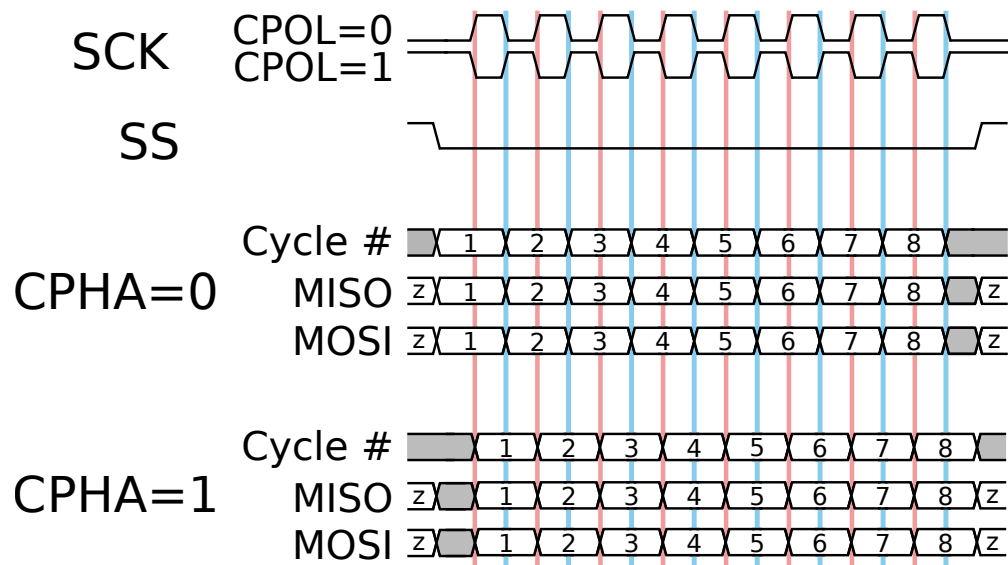 SCK CPOL=0
CPOL=1
SS
Cycle # 1 2 3 4 5 6 7 8
CPHA=0 MISO z 1 2 3 4 5 6 7 8 z
MOSI z 1 2 3 4 5 6 7 8 z
Cycle # 1 2 3 4 5 6 7 8
CPHA=1 MISO z 1 2 3 4 5 6 7 8 z
MOSI z 1 2 3 4 5 6 7 8 z